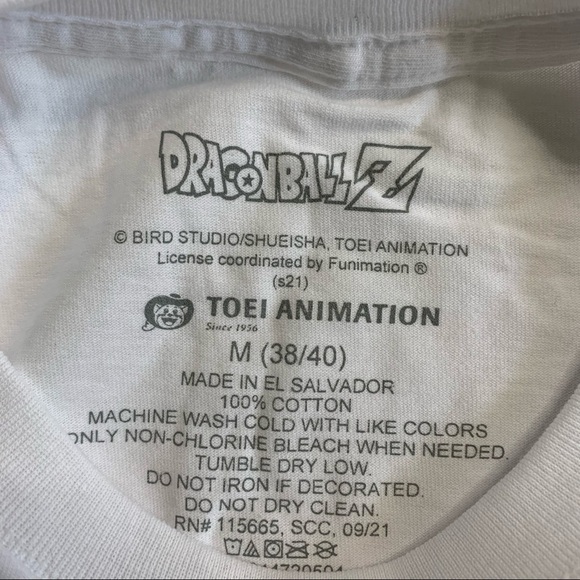 DRAGONBALL Z
© BIRD STUDIO/SHUEISHA, TOEI ANIMATION
License coordinated by Funimation ®
(s21)
TOEI ANIMATION
Since 1956
M (38/40)
MADE IN EL SALVADOR
100% COTTON
MACHINE WASH COLD WITH LIKE COLORS
ONLY NON-CHLORINE BLEACH WHEN NEEDED.
TUMBLE DRY LOW.
DO NOT IRON IF DECORATED.
DO NOT DRY CLEAN.
RN# 115665, SCC, 09/21